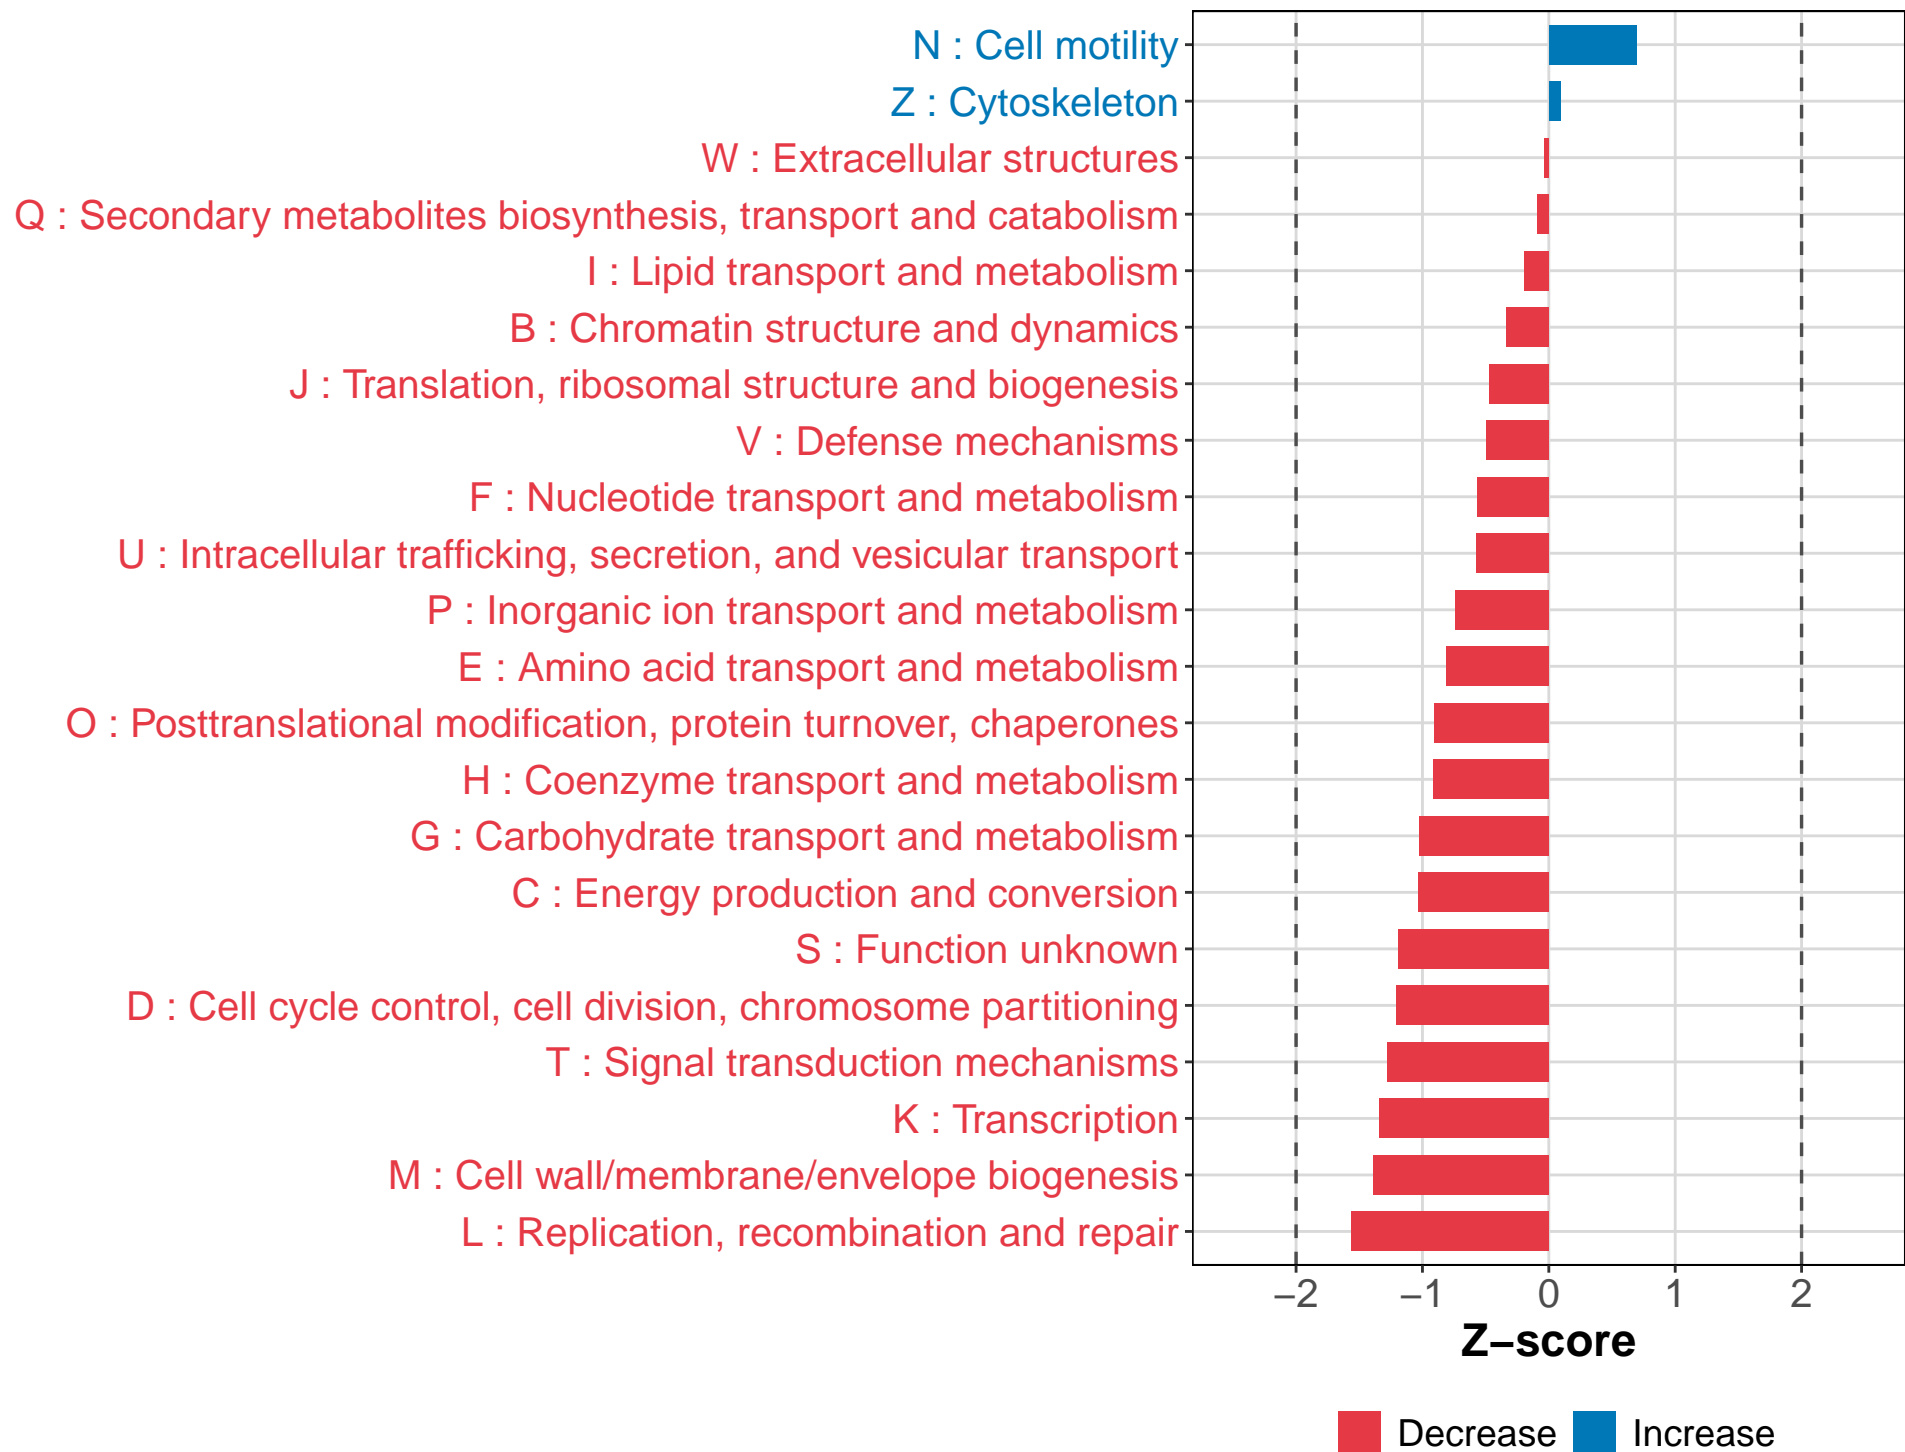 N : Cell motility
Z : Cytoskeleton
W : Extracellular structures
Q : Secondary metabolites biosynthesis, transport and catabolism
I : Lipid transport and metabolism
B : Chromatin structure and dynamics
J : Translation, ribosomal structure and biogenesis
V : Defense mechanisms
F : Nucleotide transport and metabolism
U : Intracellular trafficking, secretion, and vesicular transport
P : Inorganic ion transport and metabolism
E : Amino acid transport and metabolism
O : Posttranslational modification, protein turnover, chaperones
H : Coenzyme transport and metabolism
G : Carbohydrate transport and metabolism
C : Energy production and conversion
S : Function unknown
D : Cell cycle control, cell division, chromosome partitioning
T : Signal transduction mechanisms
K : Transcription
M : Cell wall/membrane/envelope biogenesis
L : Replication, recombination and repair
−2 −1 0 1 2
Z−score
Decrease Increase